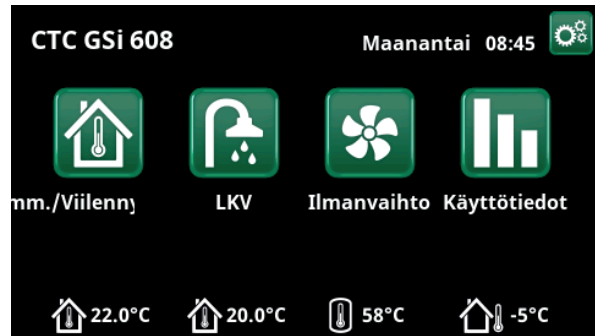 CTC GSi 608
Maanantai 08:45
mm./Viilenny
LKV
Ilmanvaihto
Käyttötiedot
22.0°C
20.0°C
58°C
-5°C